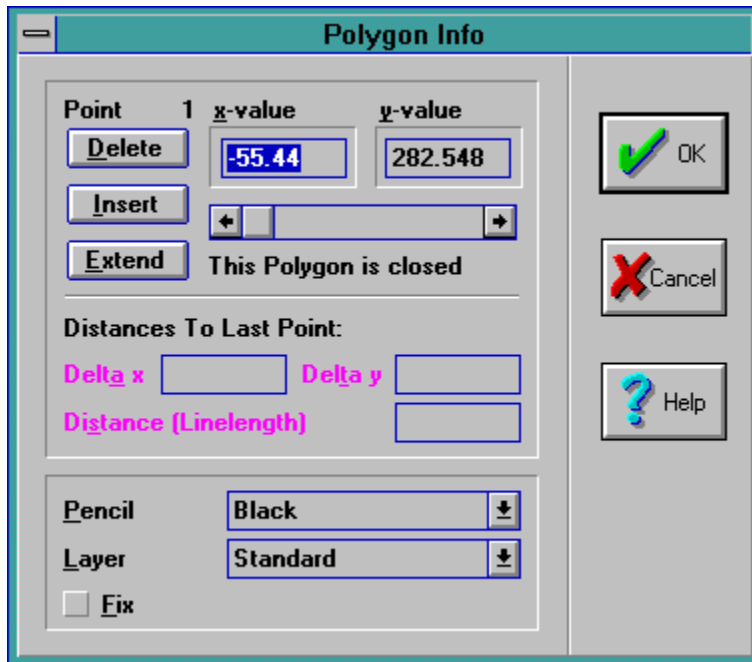 Polygon Info
Point 1 x-value y-value
Delete
-55.44 282.548
OK
Insert
Extend
This Polygon is closed
Cancel
Distances To Last Point:
Delta x Delta y
Distance (Linelength)
Help
Pencil Black
Layer Standard
Fix